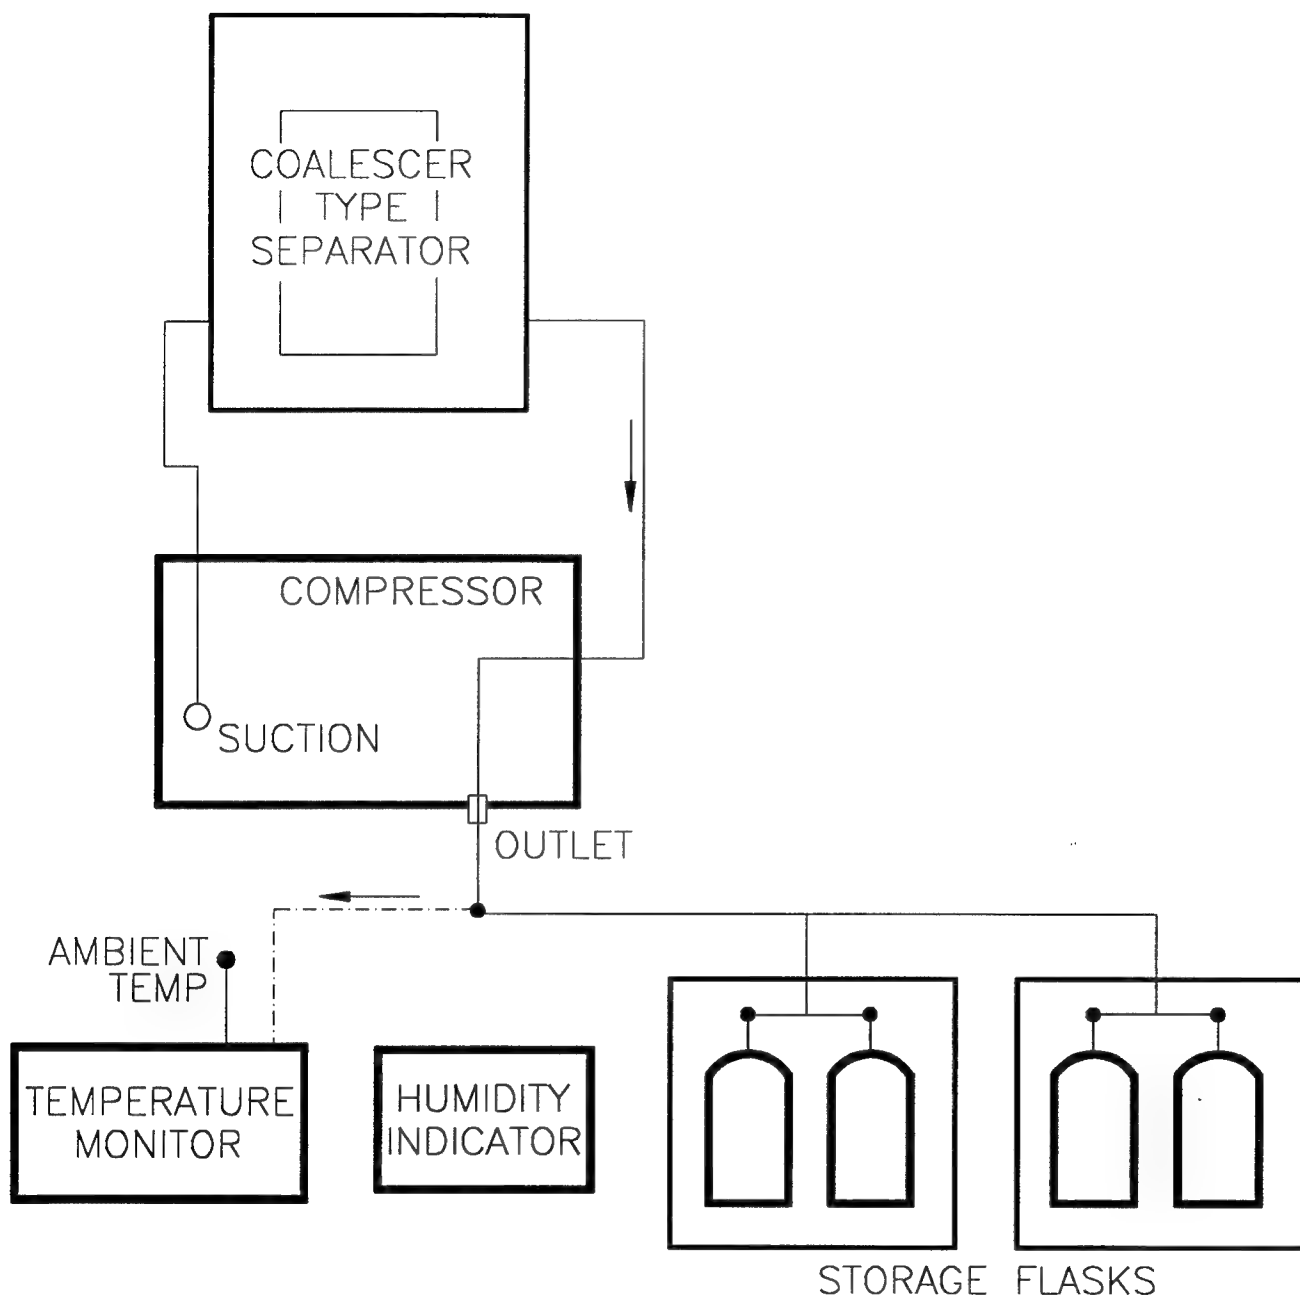 COALESCER
TYPE
SEPARATOR
COMPRESSOR
SUCTION
OUTLET
AMBIENT
TEMP
TEMPERATURE
MONITOR
HUMIDITY
INDICATOR
STORAGE FLASKS